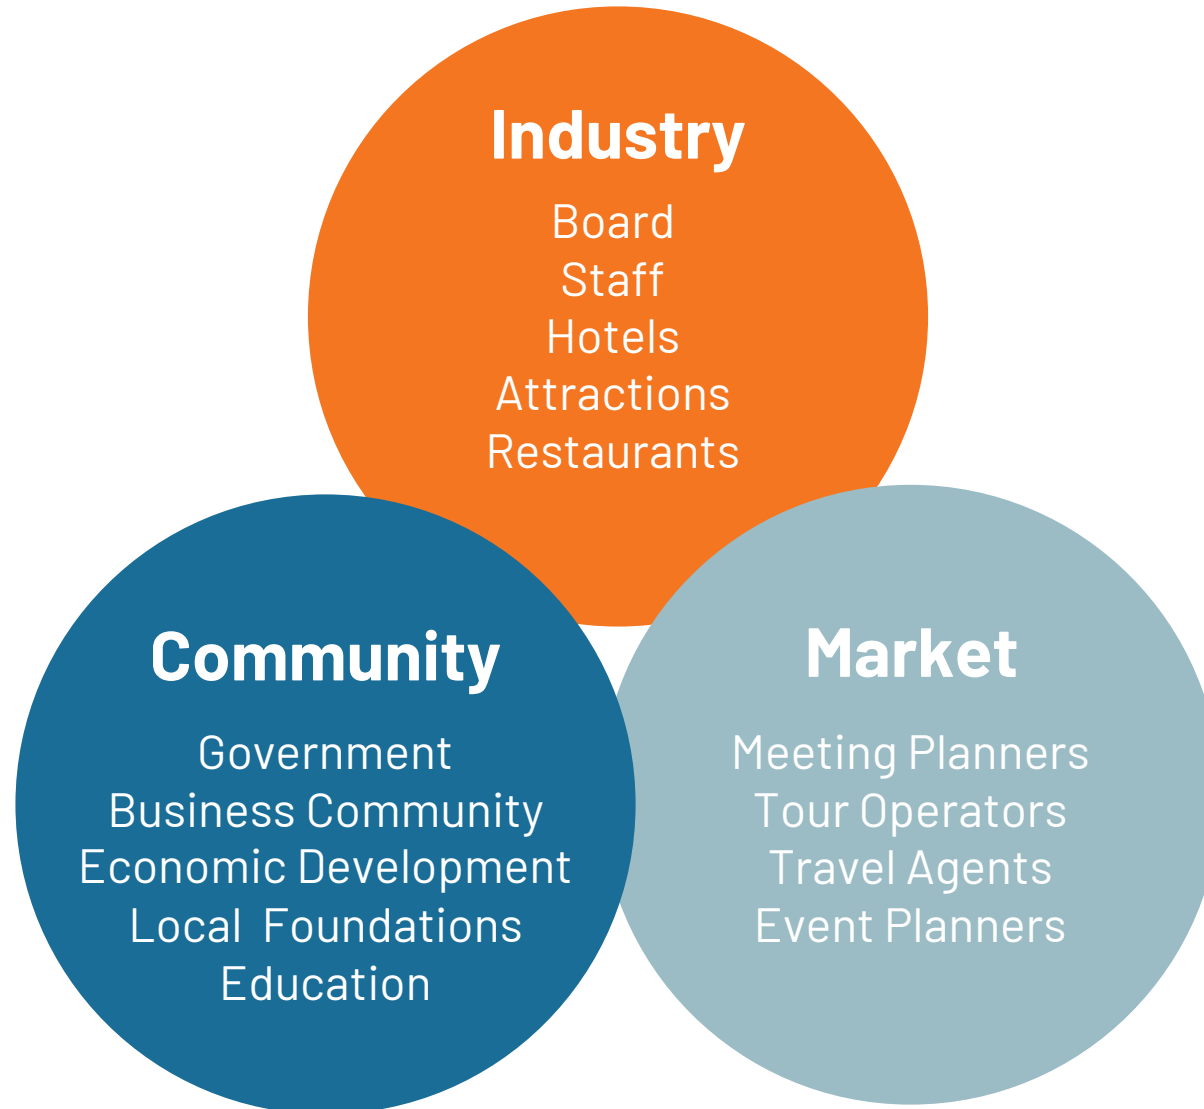 Industry
Board
Staff
Hotels
Attractions
Restaurants
Community
Government
Business Community
Economic Development
Local  Foundations
Education
Market
Meeting Planners
Tour Operators
Travel Agents
Event Planners